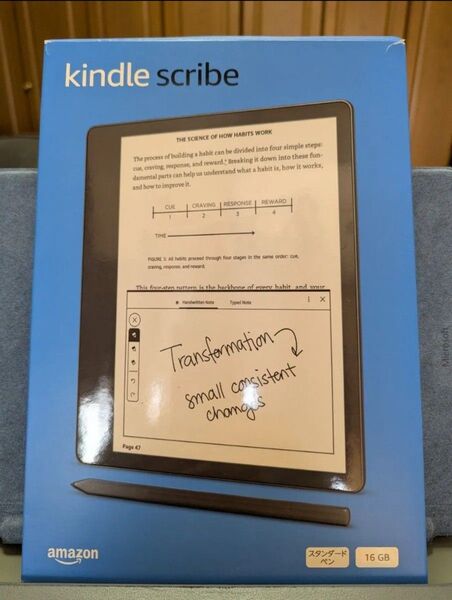 kindle scribe
THE SCIENCE OF HOW HABITS WORK
The process of building a habit can be divided into four simple steps:
cue, craving, response, and reward.* Breaking it down into these fun-
damental parts can help us understand what a habit is, how it works,
and how to improve it.
CUE CRAVING RESPONSE REWARD
1 2 3 4
TIME
FIGURE 5: All habits proceed through four stages in the same order: cue,
craving, response, and reward.
This four-step pattern is the backbone of every habit, and your
Handwritten Note Typed Note
Transformation
small consistent
changes
Page 47
amazon
スタンダード
ペン
16 GB
Microsoft